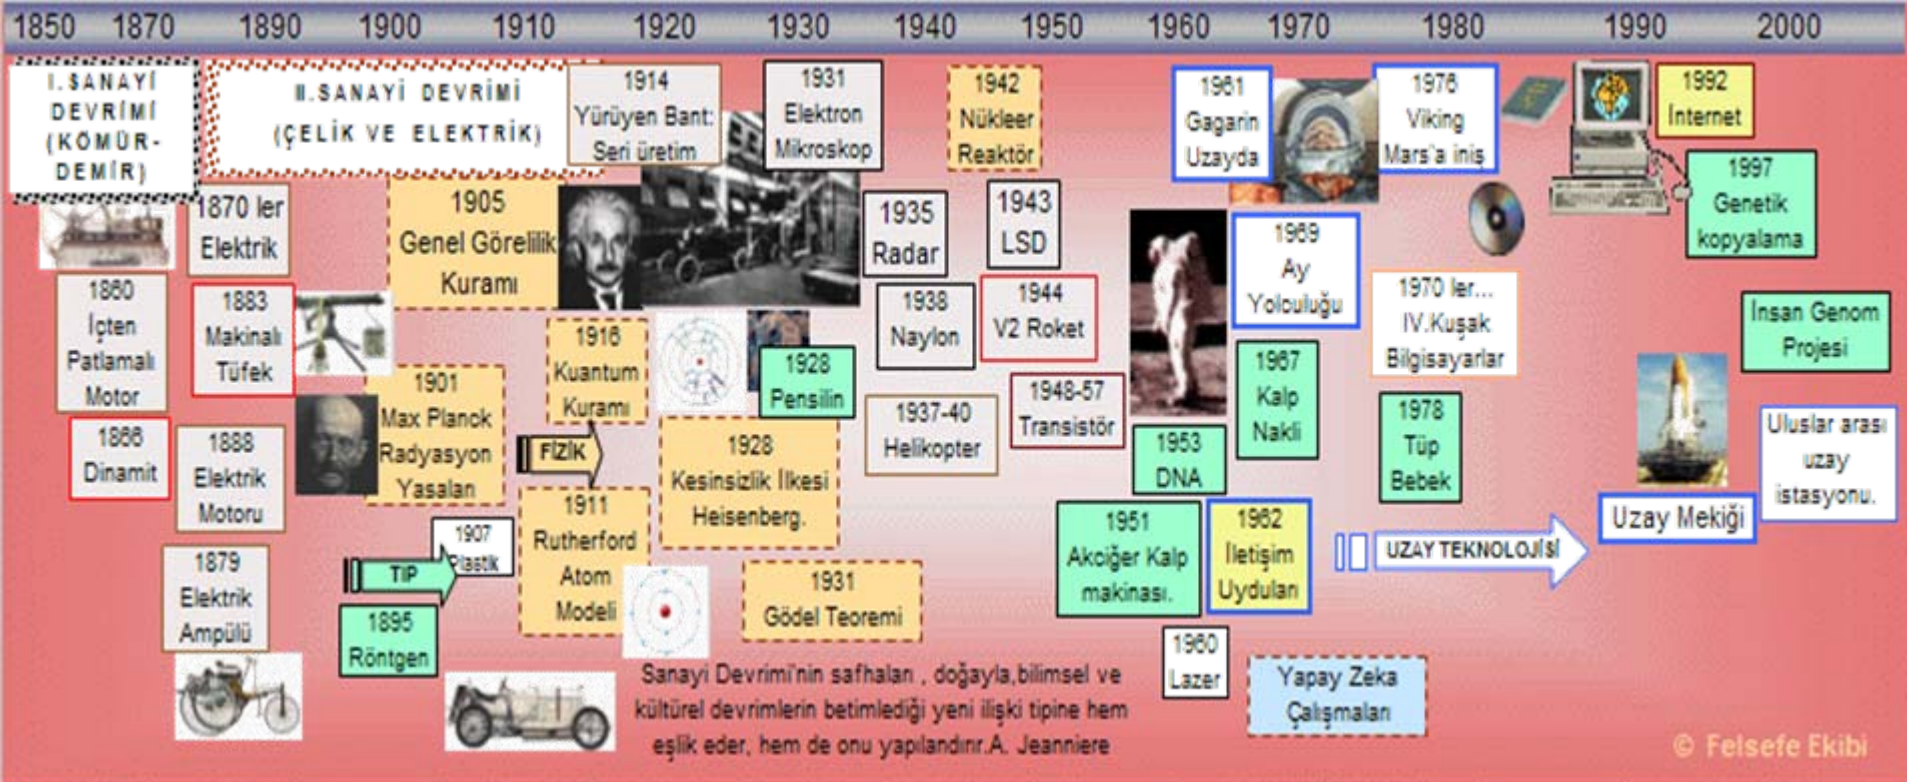 1850 1870 1890 1900 1910 1920 1930 1940 1950 1960 1970 1980 1990 2000
I.SANAYİ
DEVRİMİ
(KÖMÜR-
DEMİR)
II.SANAYİ DEVRİMİ
(ÇELİK VE ELEKTRİK)
1870 ler
Elektrik
1860
İçten
Patlamalı
Motor
1883
Makinalı
Tüfek
1866
Dinamit
1888
Elektrik
Motoru
1879
Elektrik
Ampülü
1905
Genel Görelilik
Kuramı
1901
Max Planck
Radyasyon
Yasaları
TIP
1907
Plastik
1895
Röntgen
1914
Yürüyen Bant:
Seri üretim
1916
Kuantum
Kuramı
FİZİK
1911
Rutherford
Atom
Modeli
1931
Elektron
Mikroskop
1928
Pensilin
1928
Kesinsizlik İlkesi
Heisenberg.
1931
Gödel Teoremi
1935
Radar
1938
Naylon
1937-40
Helikopter
1942
Nükleer
Reaktör
1943
LSD
1944
V2 Roket
1948-57
Transistör
1953
DNA
1951
Akciğer Kalp
makinası.
1961
Gagarin
Uzayda
1969
Ay
Yolculuğu
1967
Kalp
Nakli
1962
İletişim
Uyduları
1960
Lazer
Yapay Zeka
Çalışmaları
1976
Viking
Mars'a iniş
1970 ler...
IV.Kuşak
Bilgisayarlar
1978
Tüp
Bebek
UZAY TEKNOLOJİSİ
1992
İnternet
1997
Genetik
kopyalama
İnsan Genom
Projesi
Uzay Mekiği
Uluslar arası
uzay
istasyonu.
Sanayi Devrimi'nin safhaları , doğayla,bilimsel ve
kültürel devrimlerin betimlediği yeni ilişki tipine hem
eşlik eder, hem de onu yapılandırır.A. Jeanniere
© Felsefe Ekibi